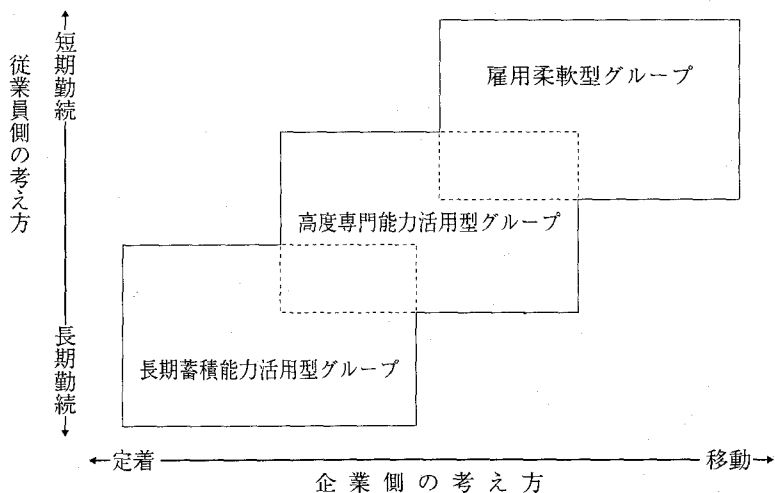 従業員側の考え方
短期勤続
長期勤続
雇用柔軟型グループ
高度専門能力活用型グループ
長期蓄積能力活用型グループ
定着
移動
企業側の考え方